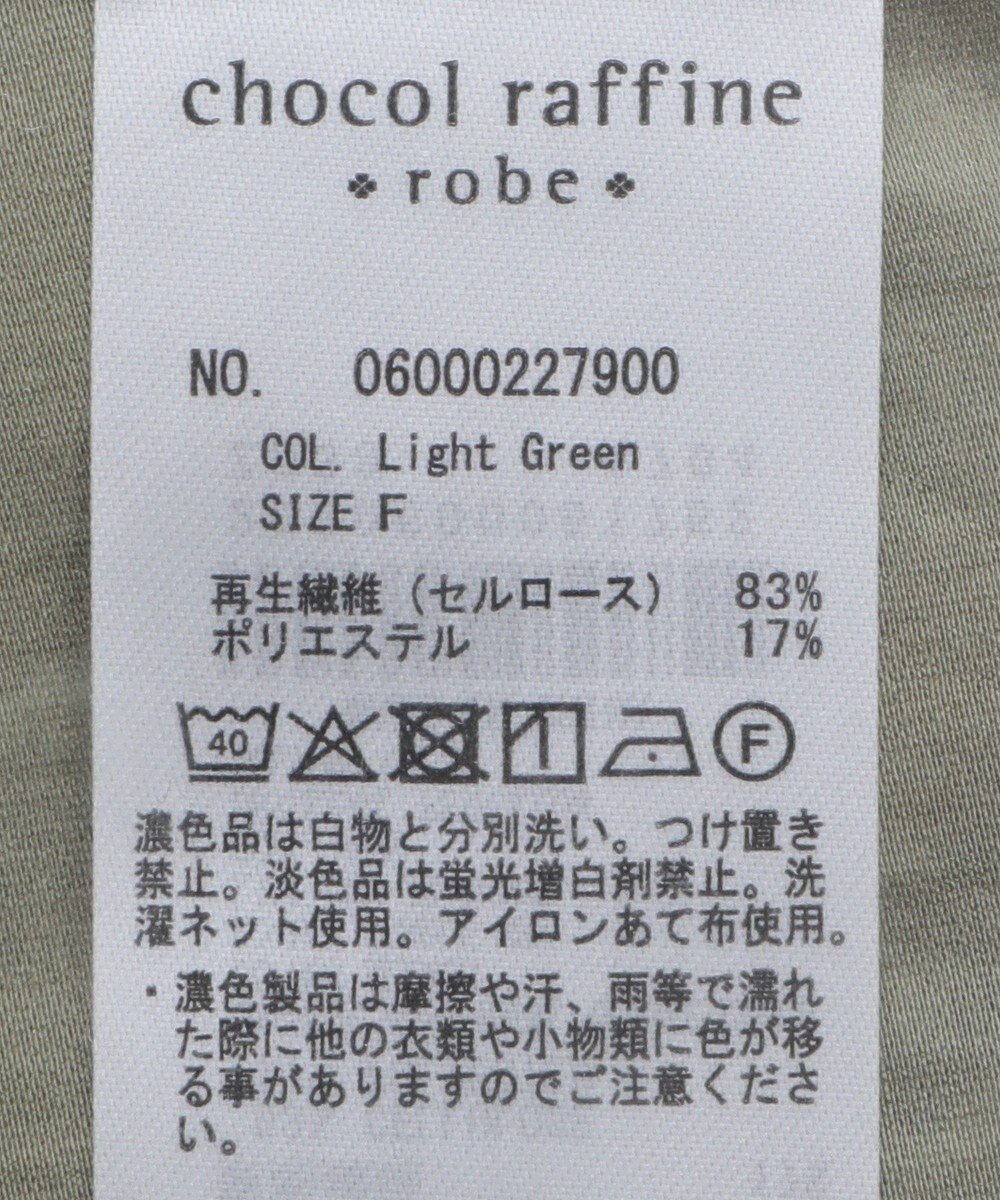 chocol raffine
robe
NO. 06000227900
COL. Light Green
SIZE F
再生繊維（セルロース） 83%
ポリエステル 17%
40 F
濃色品は白物と分別洗い。つけ置き
禁止。淡色品は蛍光増白剤禁止。洗
濯ネット使用。アイロンあて布使用。
・濃色製品は摩擦や汗、雨等で濡れ
た際に他の衣類や小物類に色が移
る事がありますのでご注意くださ
い。